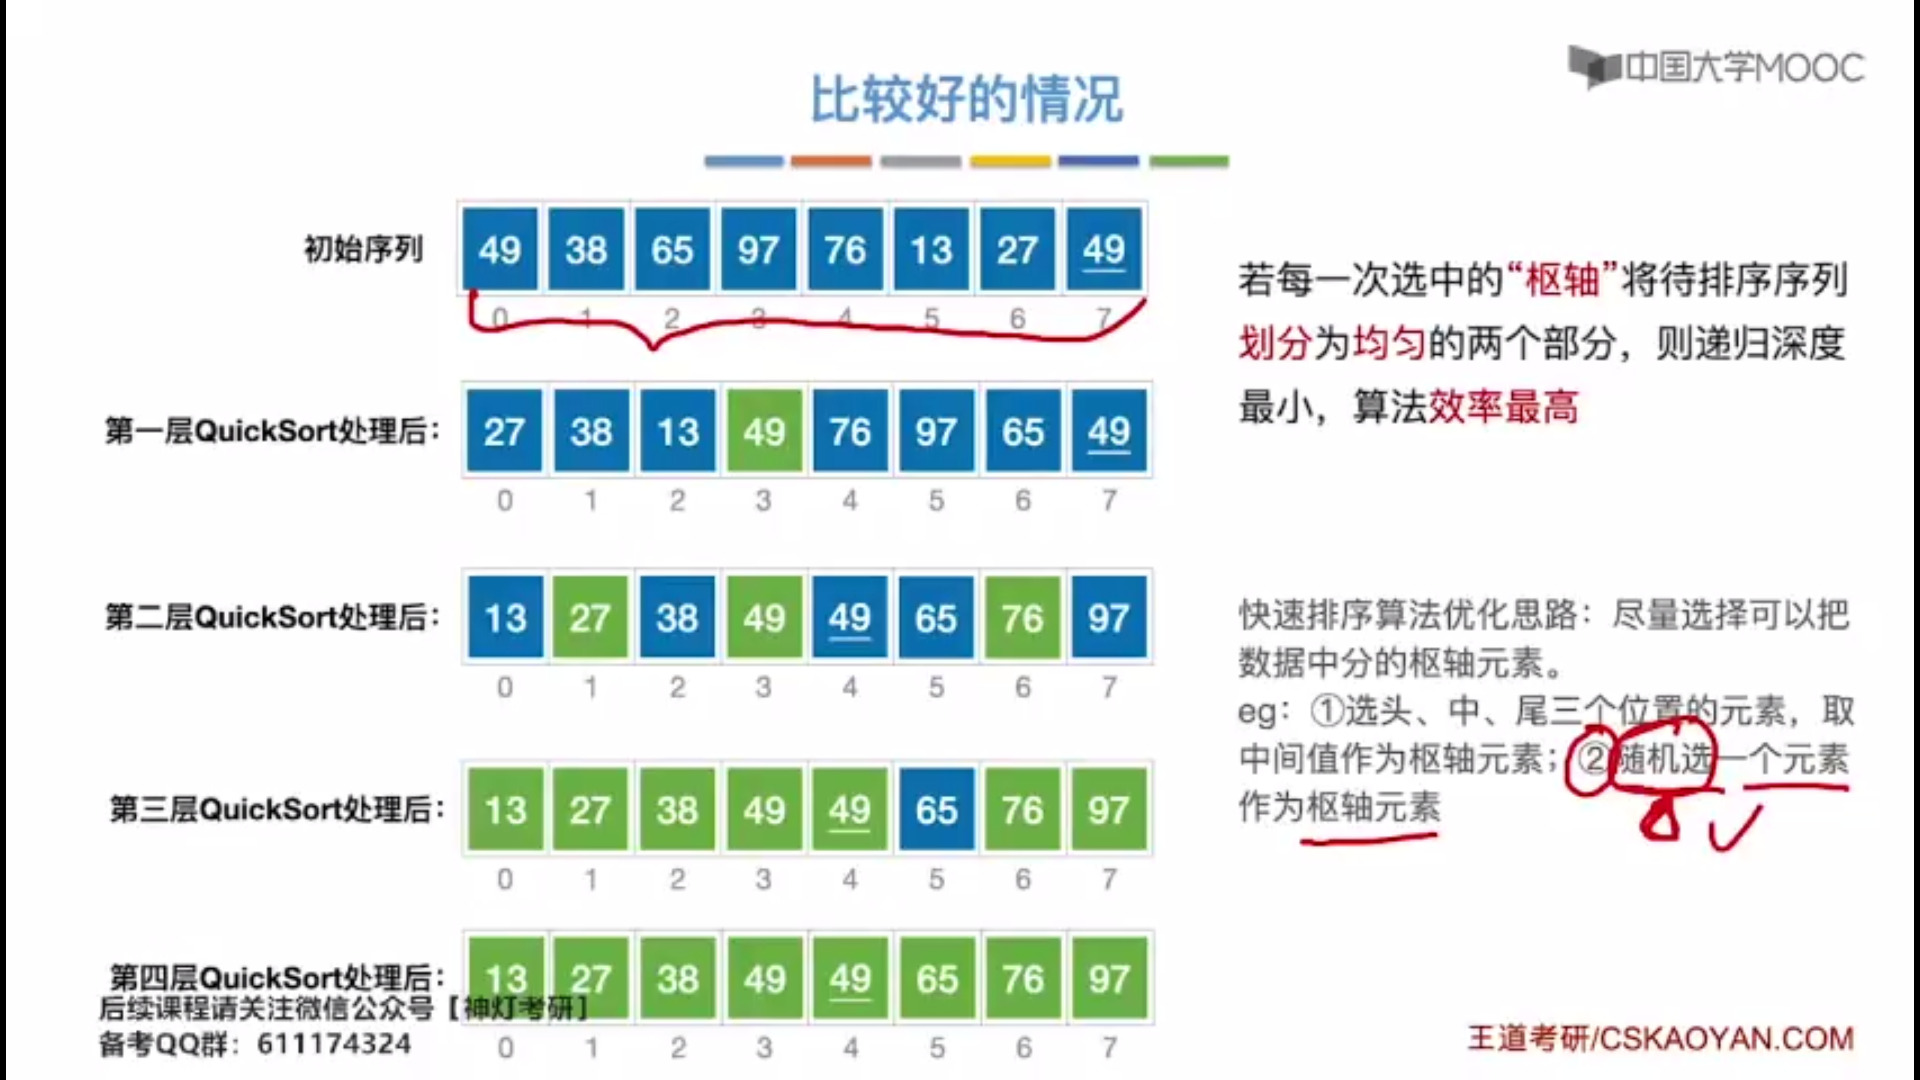 中国大学MOOC
比较好的情况
初始序列 49 38 65 97 76 13 27 49
0 1 2 3 4 5 6 7
第一层QuickSort处理后： 27 38 13 49 76 97 65 49
0 1 2 3 4 5 6 7
第二层QuickSort处理后： 13 27 38 49 49 65 76 97
0 1 2 3 4 5 6 7
第三层QuickSort处理后： 13 27 38 49 49 65 76 97
0 1 2 3 4 5 6 7
第四层QuickSort处理后： 13 27 38 49 49 65 76 97
0 1 2 3 4 5 6 7
若每一次选中的“枢轴”将待排序序列
划分为均匀的两个部分，则递归深度
最小，算法效率最高
快速排序算法优化思路：尽量选择可以把
数据中分的枢轴元素。
eg：①选头、中、尾三个位置的元素，取
中间值作为枢轴元素；②随机选一个元素
作为枢轴元素
后续课程请关注微信公众号［神灯考研］
备考QQ群：611174324
王道考研/CSKAOYAN.COM